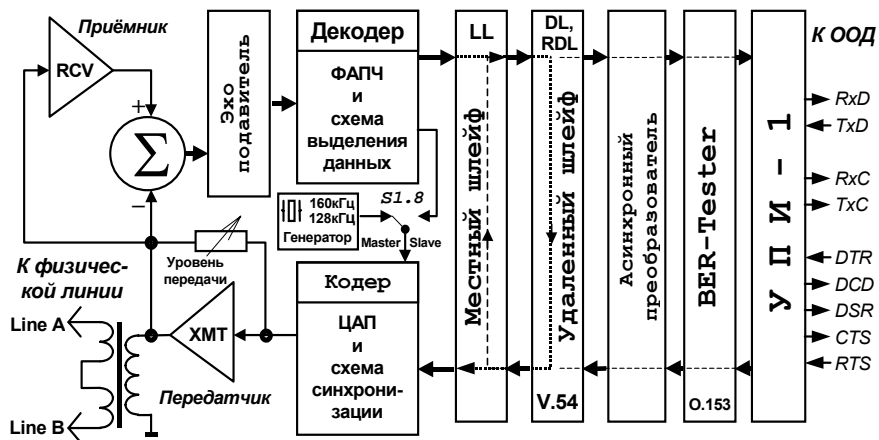 Приёмник
RCV
+
Σ
−
Эхо
подавитель
Декодер
ФАПЧ
и
схема
выделения
данных
160кГц
128кГц
Генератор
S1.8
Master
Slave
Уровень
передачи
К физичес-
кой линии
Line A
Line B
XMT
Передатчик
Кодер
ЦАП
и
схема
синхрони-
зации
LL
Местный шлейф
DL,
RDL
Удаленный шлейф
V.54
Асинхронный
преобразователь
BER-Tester
O.153
УПИ-1
К ООД
RxD
TxD
RxC
TxC
DTR
DCD
DSR
CTS
RTS